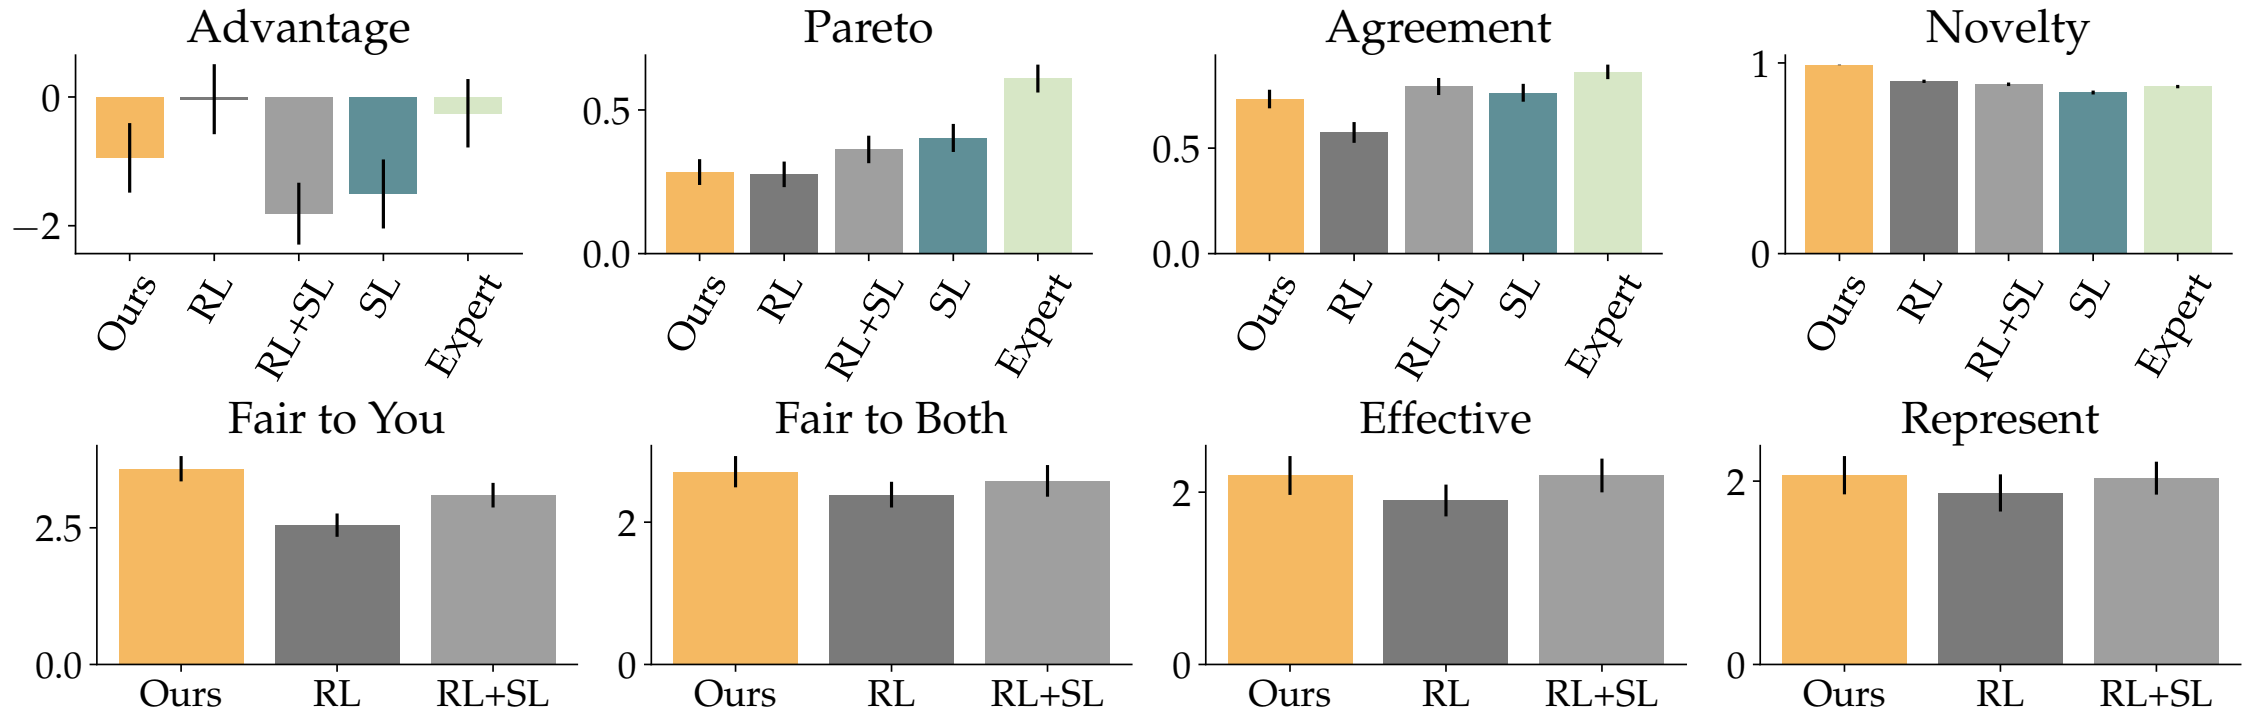 Advantage
0
−2
Ours
RL
RL+SL
SL
Expert
Pareto
0.5
0.0
Ours
RL
RL+SL
SL
Expert
Agreement
0.5
0.0
Ours
RL
RL+SL
SL
Expert
Novelty
1
0
Ours
RL
RL+SL
SL
Expert
Fair to You
2.5
0.0
Ours
RL
RL+SL
Fair to Both
2
0
Ours
RL
RL+SL
Effective
2
0
Ours
RL
RL+SL
Represent
2
0
Ours
RL
RL+SL